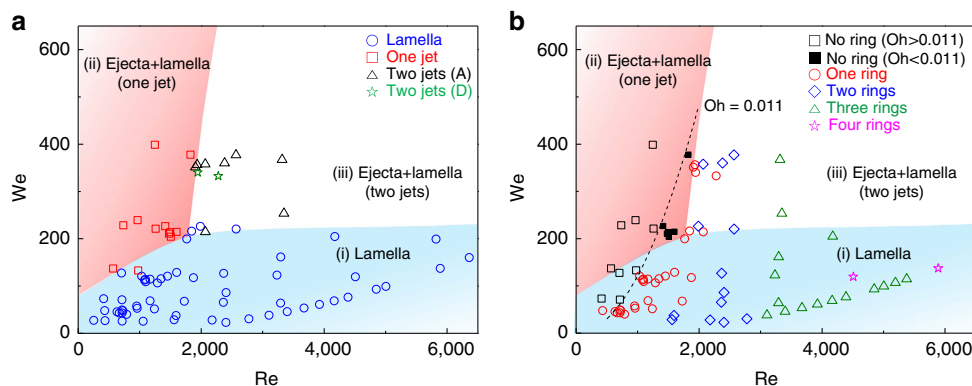 a
600
400
200
0
We
0
2,000
4,000
6,000
Re
(ii) Ejecta+lamella
(one jet)
Lamella
One jet
Two jets (A)
Two jets (D)
(iii) Ejecta+lamella
(two jets)
(i) Lamella
b
600
400
200
0
We
0
2,000
4,000
6,000
Re
(ii) Ejecta+lamella
(one jet)
No ring (Oh>0.011)
No ring (Oh<0.011)
One ring
Two rings
Three rings
Four rings
Oh = 0.011
(iii) Ejecta+lamella
(two jets)
(i) Lamella